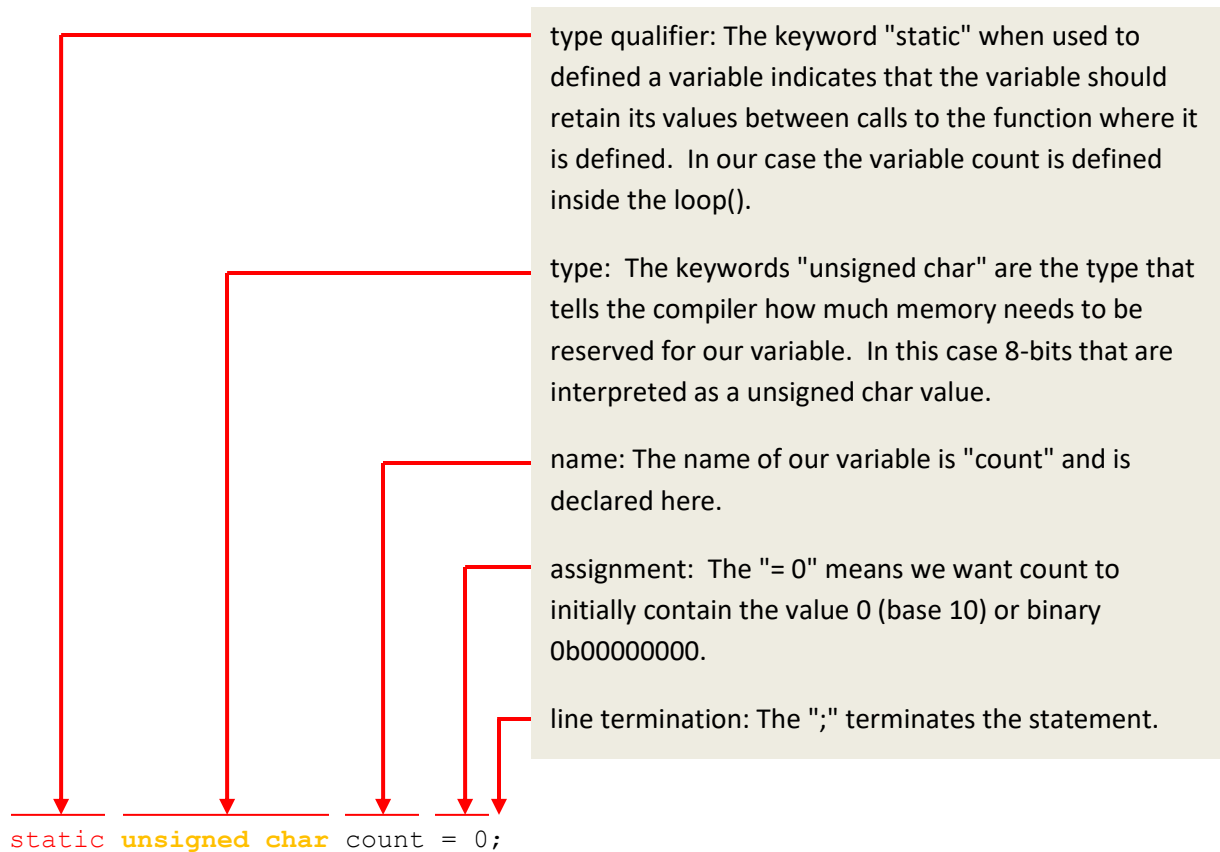 type qualifier: The keyword "static" when used to
defined a variable indicates that the variable should
retain its values between calls to the function where it
is defined.  In our case the variable count is defined
inside the loop().
type:  The keywords "unsigned char" are the type that
tells the compiler how much memory needs to be
reserved for our variable.  In this case 8-bits that are
interpreted as a unsigned char value.
name: The name of our variable is "count" and is
declared here.
assignment:  The "= 0" means we want count to
initially contain the value 0 (base 10) or binary
0b00000000.
line termination: The ";" terminates the statement.
static unsigned char count = 0;